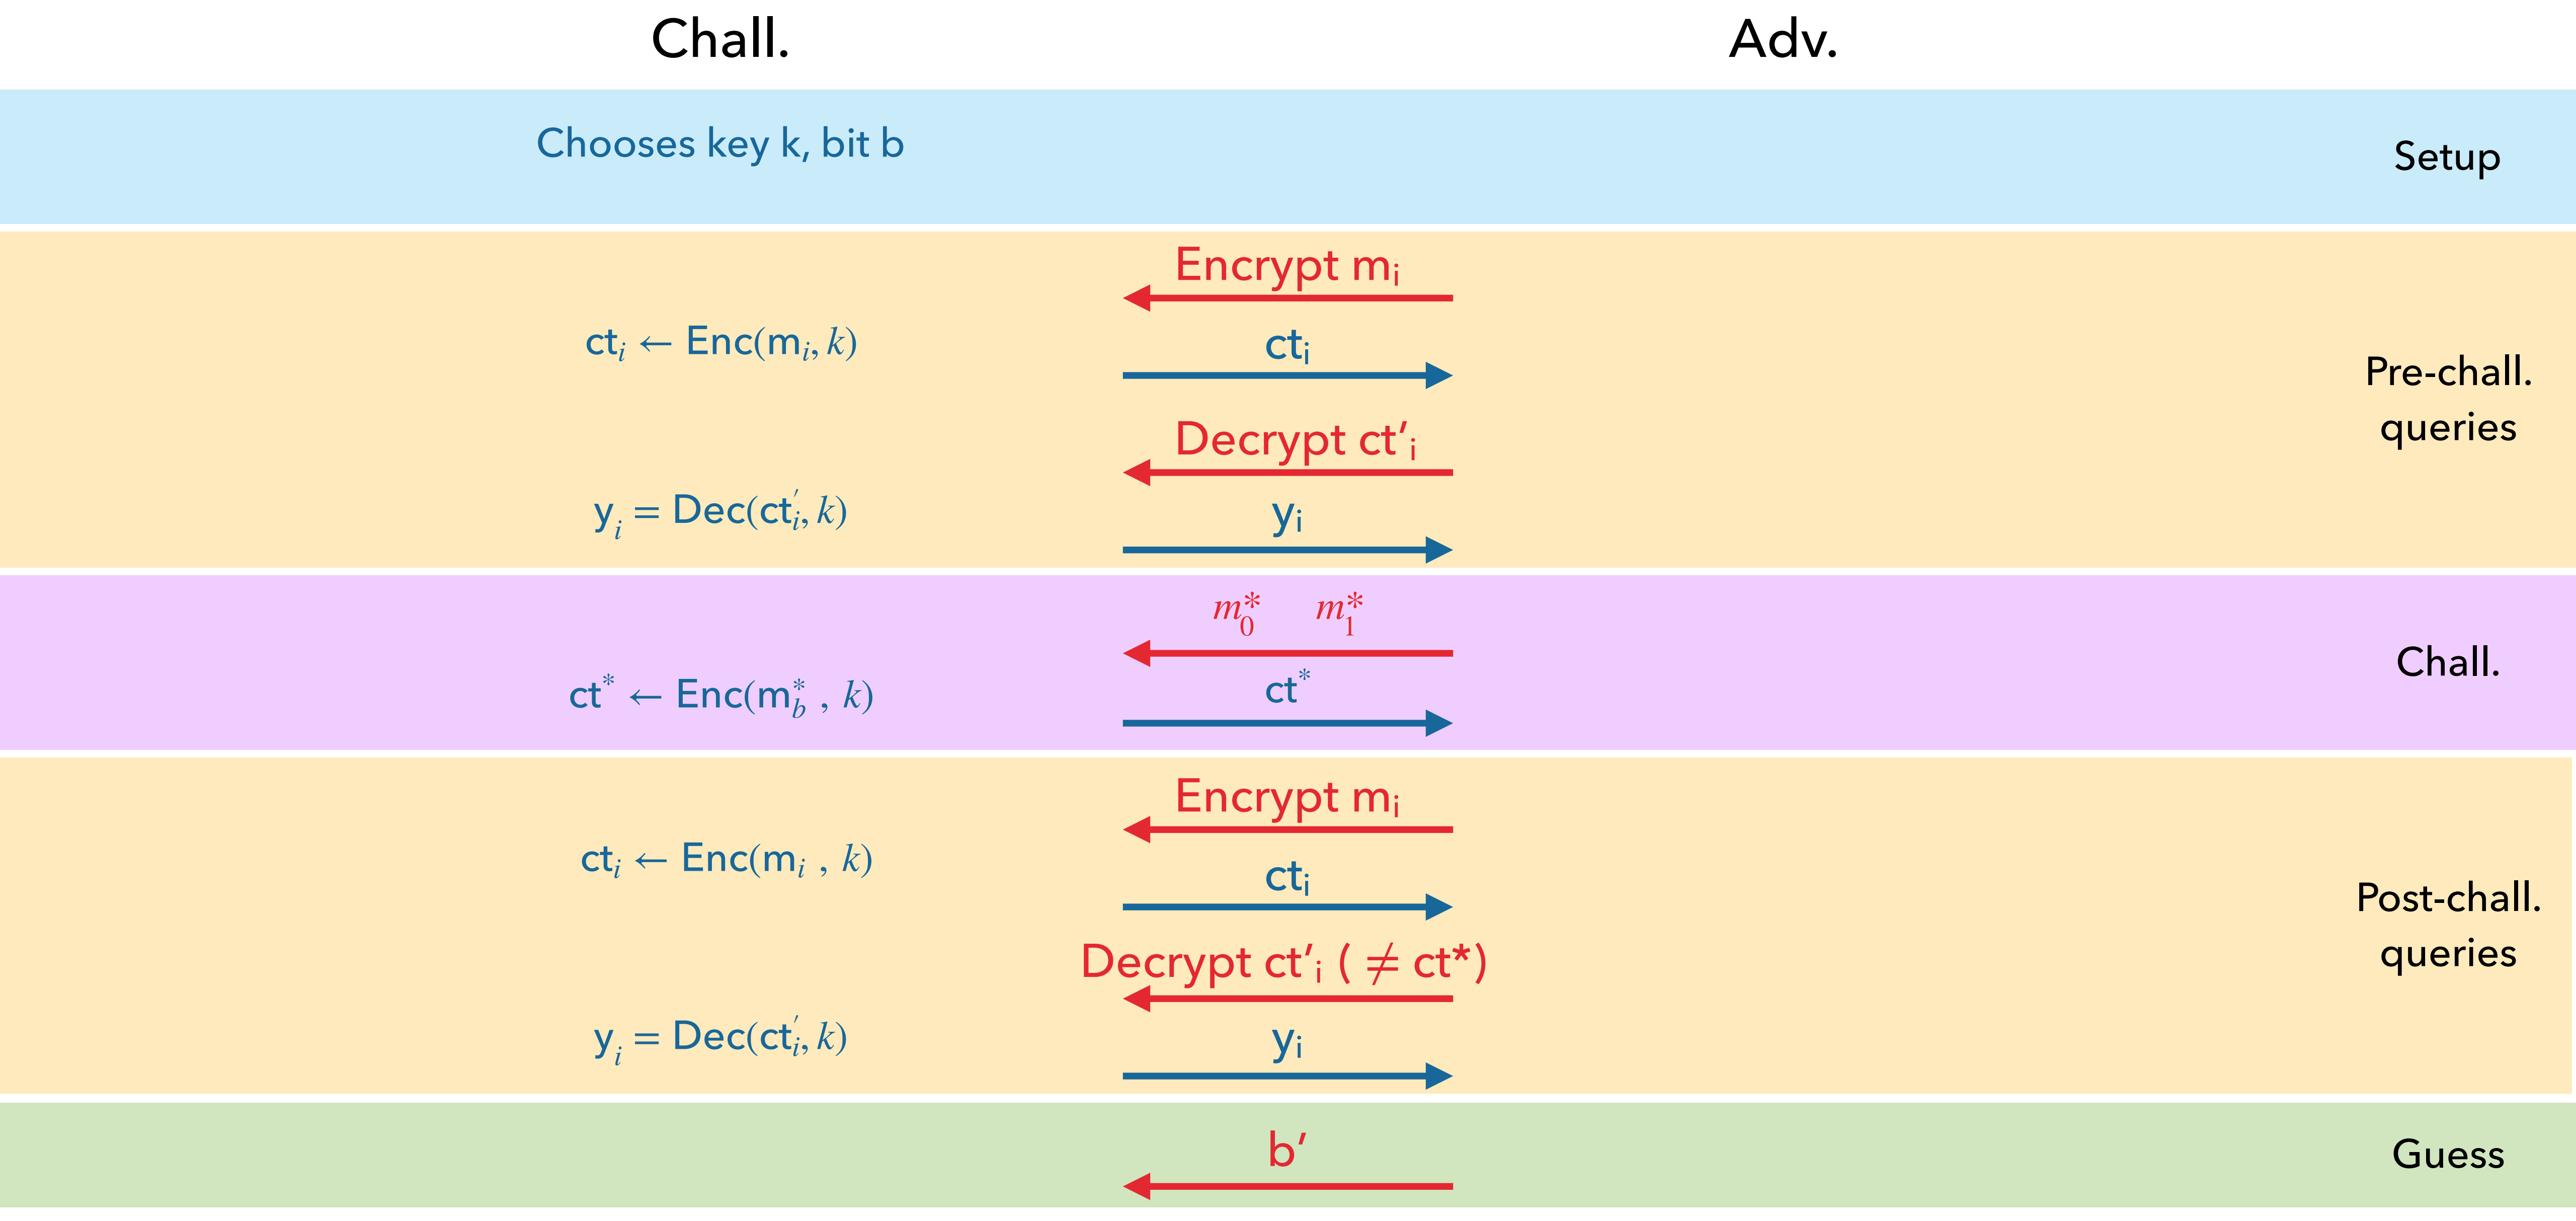 Chall. Adv.
Chooses key k, bit b
Setup
Encrypt mᵢ
ctᵢ ← Enc(mᵢ, k)
ctᵢ
Pre-chall.
queries
Decrypt ct′ᵢ
yᵢ = Dec(ct′ᵢ, k)
yᵢ
m₀* m₁*
Chall.
ct* ← Enc(m_b* , k)
ct*
Encrypt mᵢ
ctᵢ ← Enc(mᵢ , k)
ctᵢ
Post-chall.
queries
Decrypt ct′ᵢ ( ≠ ct*)
yᵢ = Dec(ct′ᵢ, k)
yᵢ
b′
Guess